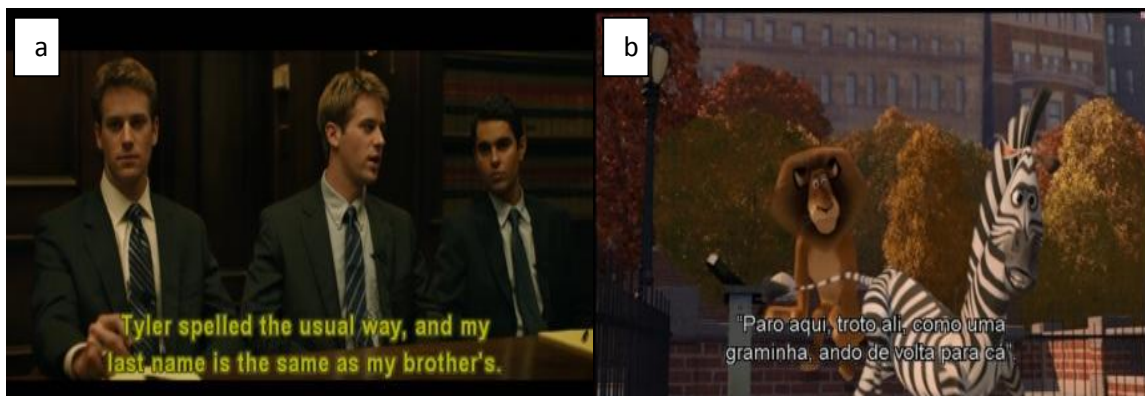 a
Tyler spelled the usual way, and my
last name is the same as my brother's.
b
"Paro aqui, troto ali, como uma
graminha, ando de volta para cá".